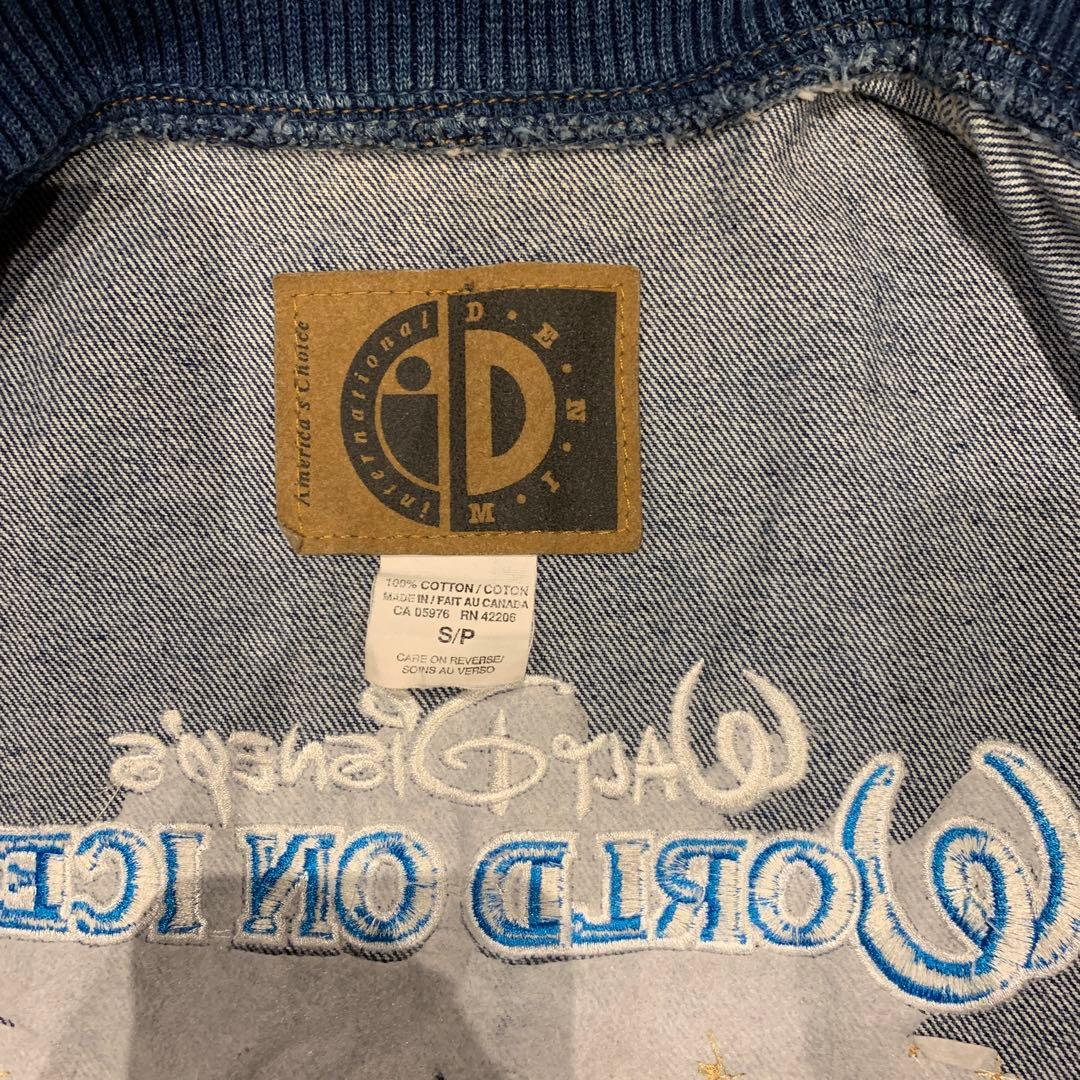 America's Choice
international
D·E·N·I·M
iD
100% COTTON / COTON
MADE IN / FAIT AU CANADA
CA 05976 RN 42206
S/P
CARE ON REVERSE/
SOINS AU VERSO
WALT DISNEY'S
WORLD ON ICE